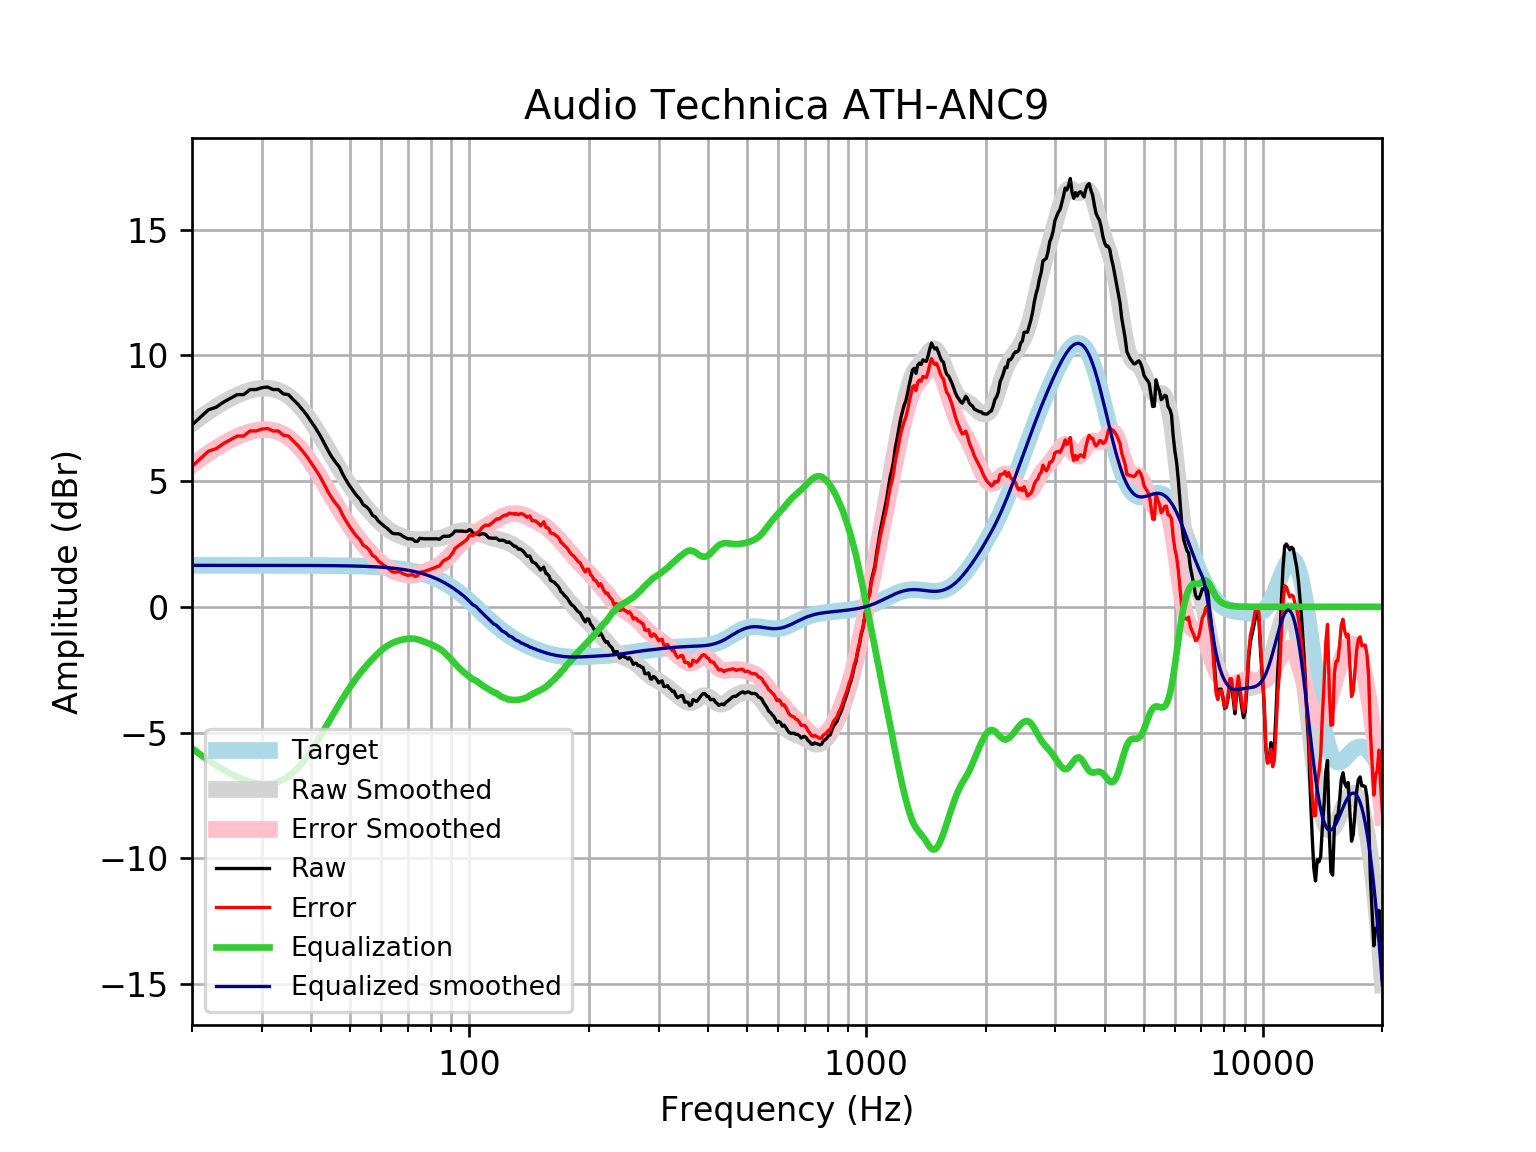 Audio Technica ATH-ANC9
Amplitude (dBr)
15
10
5
0
−5
−10
−15
Target
Raw Smoothed
Error Smoothed
Raw
Error
Equalization
Equalized smoothed
100 1000 10000
Frequency (Hz)